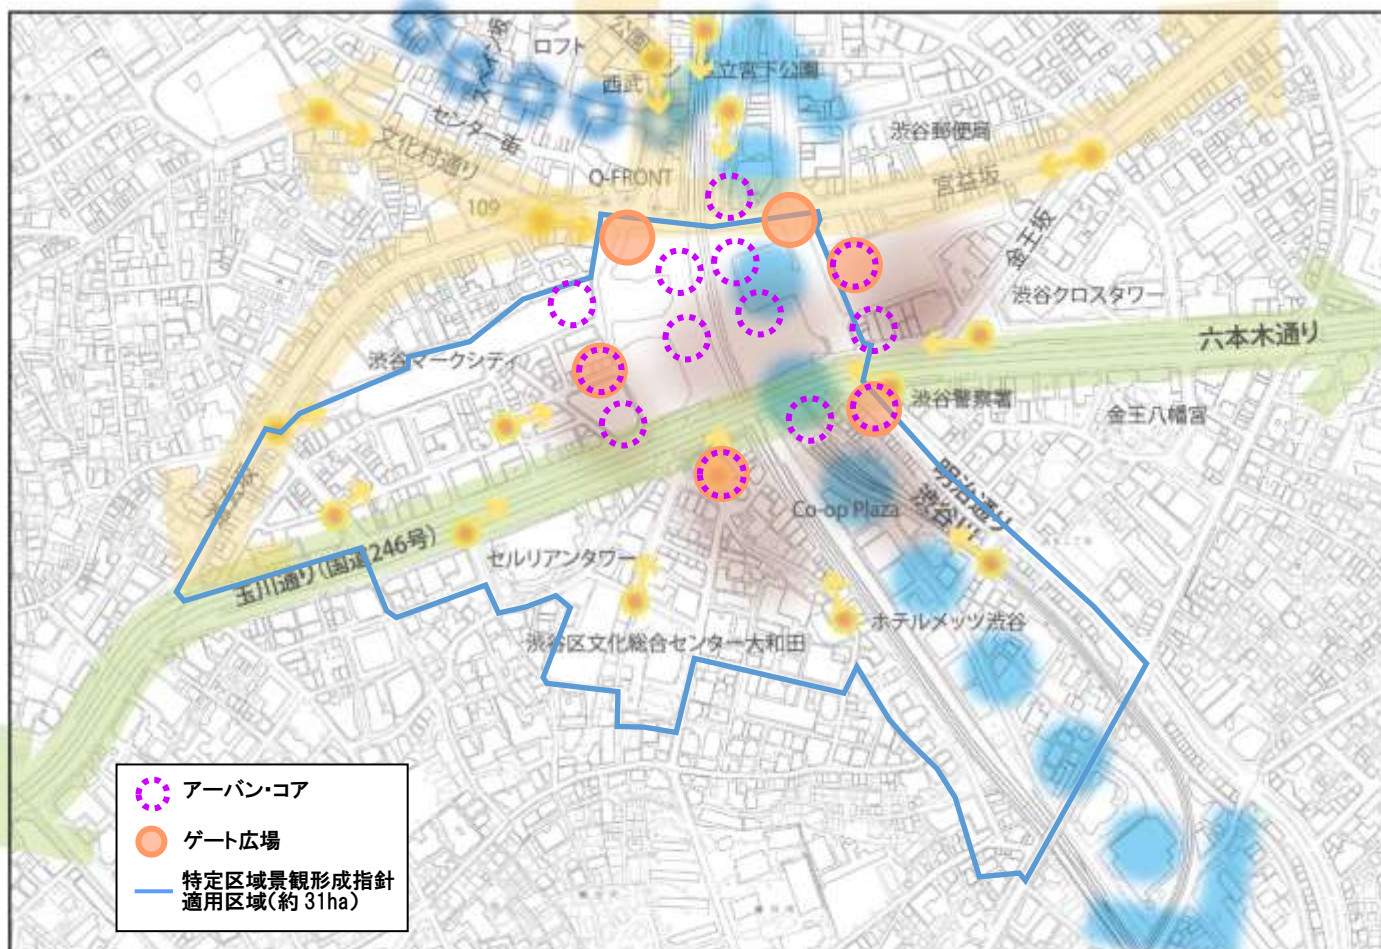 ロフト
公園
西武
立宮下公園
センター街
渋谷郵便局
文化村通り
Q-FRONT
宮益坂
109
金王坂
渋谷クロスタワー
六本木通り
渋谷マークシティ
渋谷警察署
金王八幡宮
明治通り
渋谷川
Co-op Plaza
玉川通り(国道246号)
セルリアンタワー
ホテルメッツ渋谷
渋谷区文化総合センター大和田
アーバン・コア
ゲート広場
特定区域景観形成指針
適用区域(約31ha)